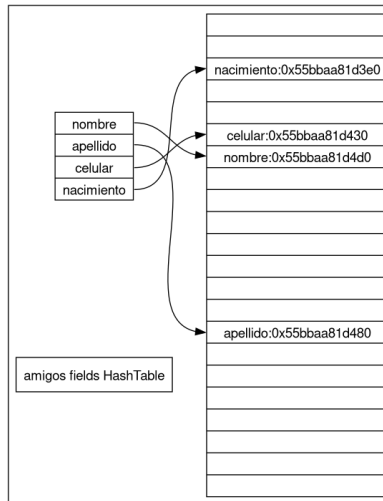 nombre
apellido
celular
nacimiento
nacimiento:0x55bbaa81d3e0
celular:0x55bbaa81d430
nombre:0x55bbaa81d4d0
apellido:0x55bbaa81d480
amigos fields HashTable